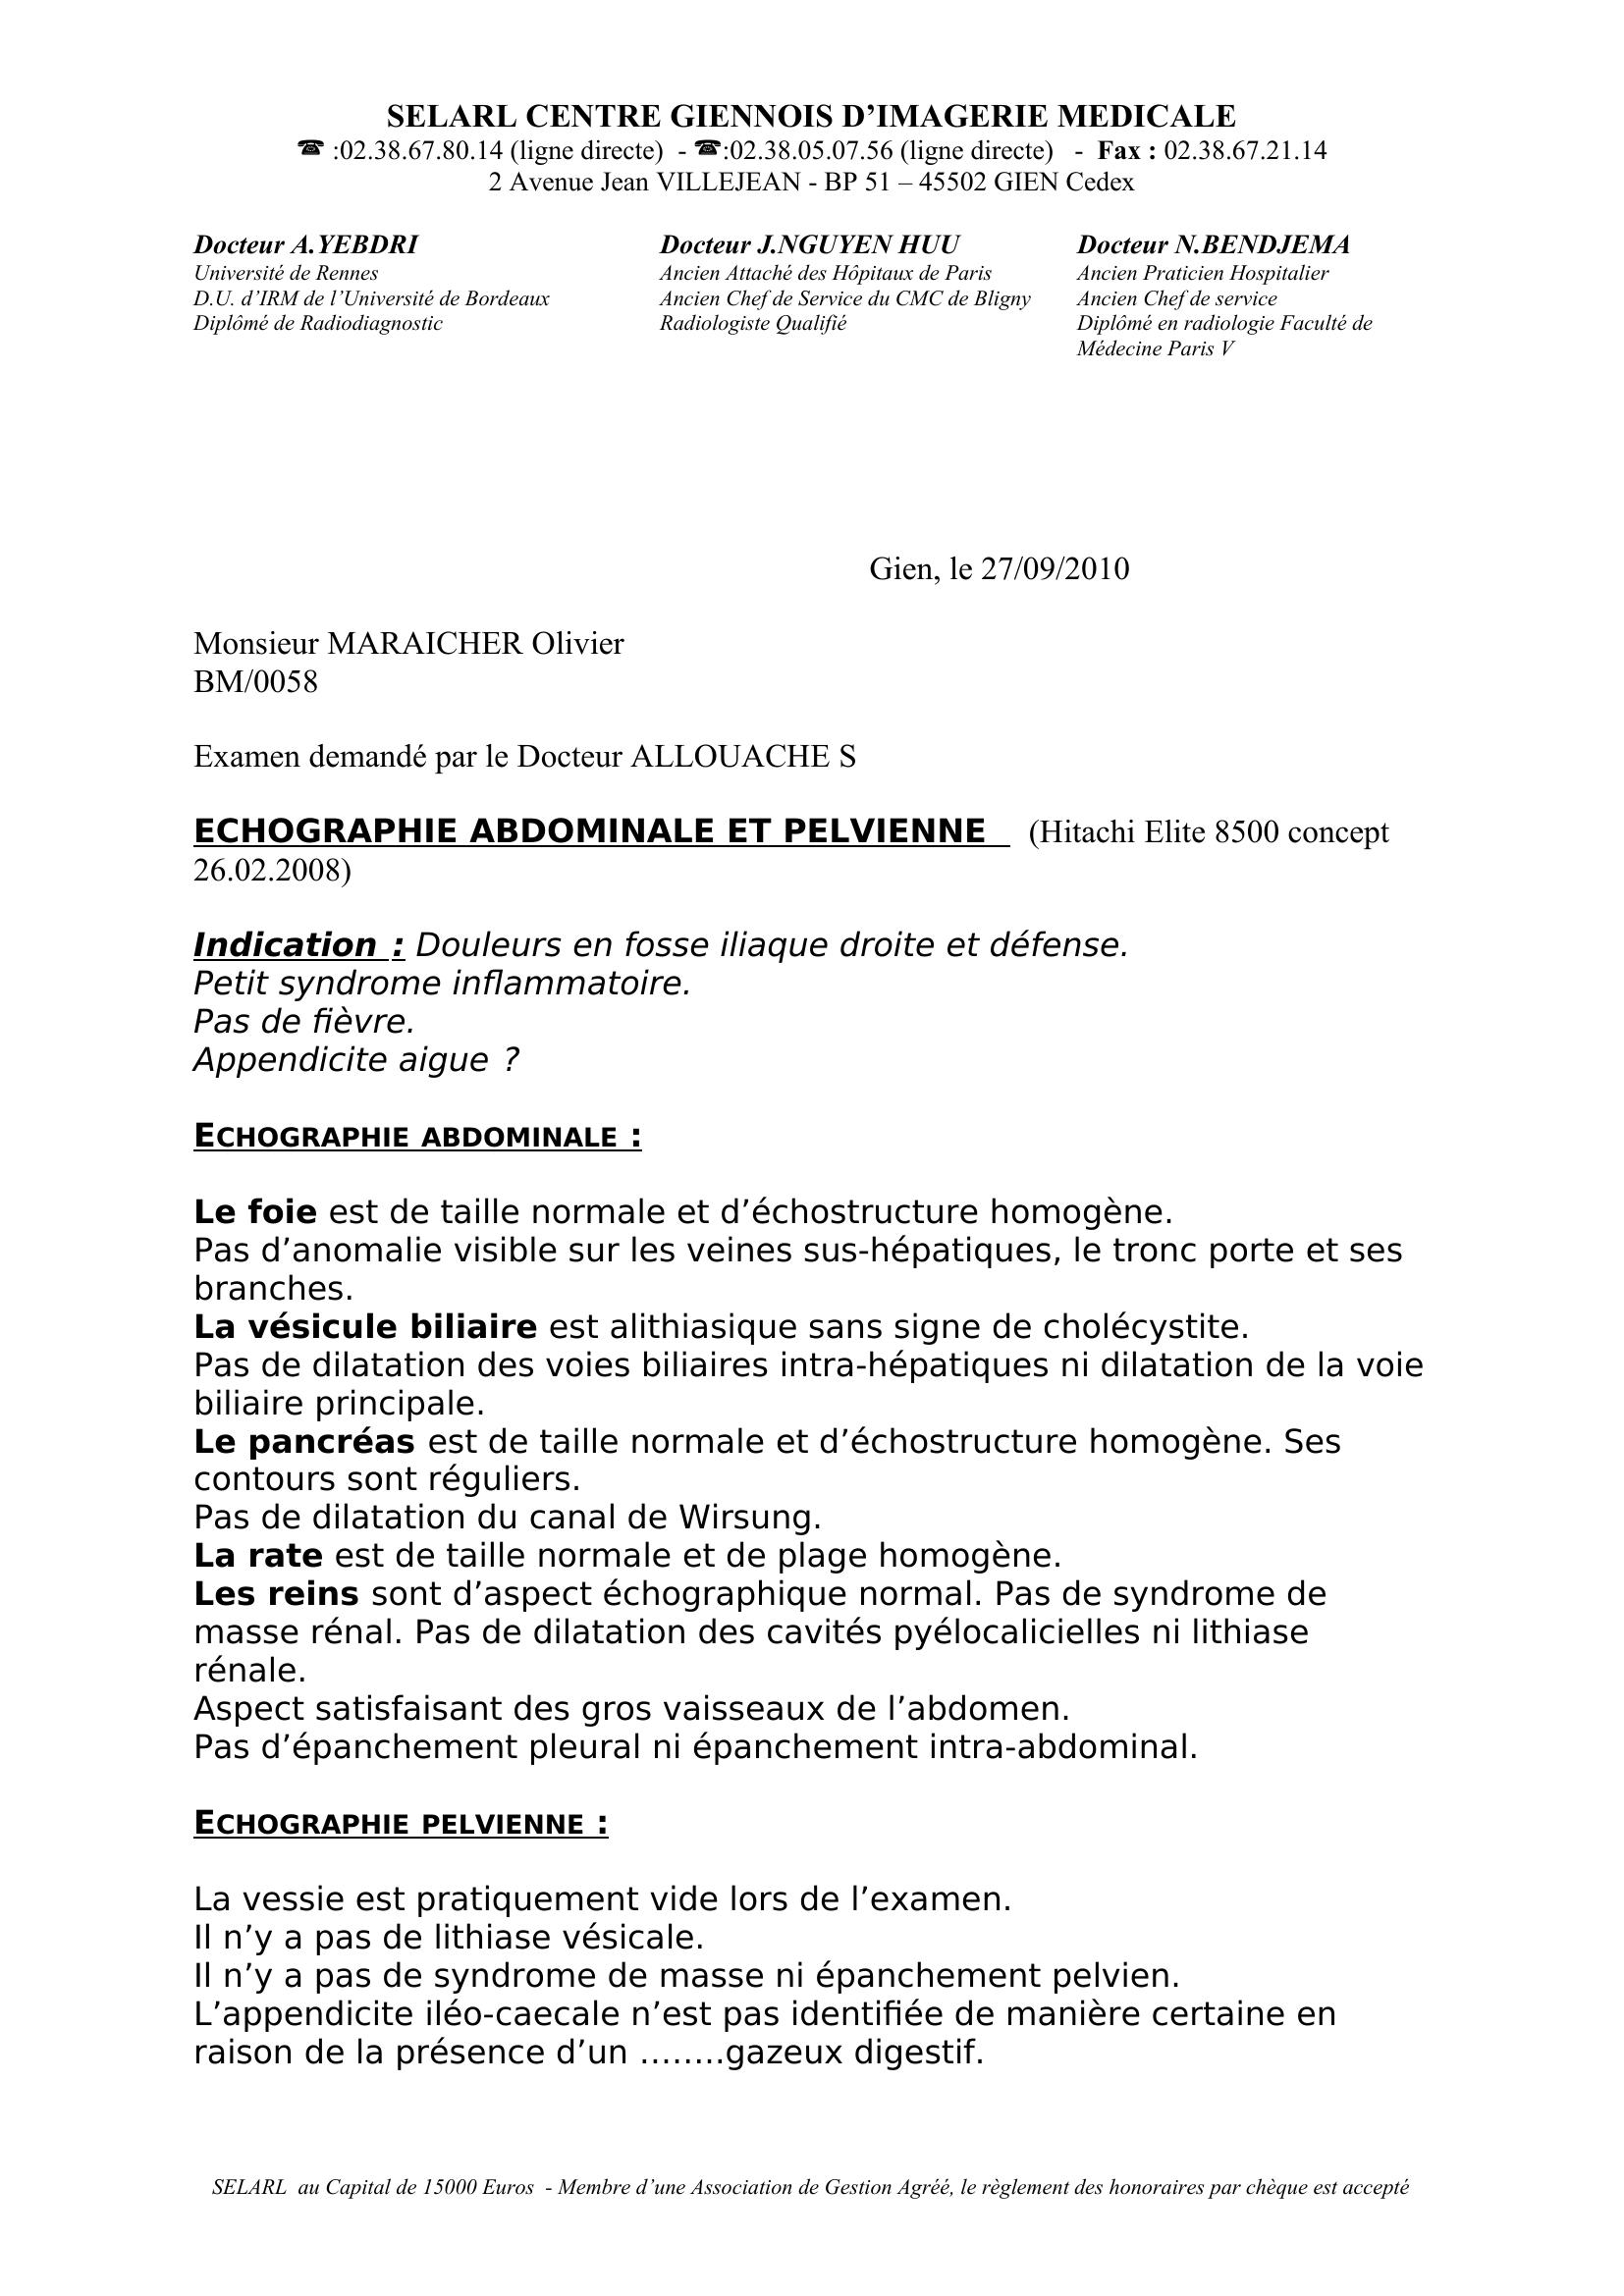 SELARL CENTRE GIENNOIS D’IMAGERIE MEDICALE
☎ :02.38.67.80.14 (ligne directe) - ☎:02.38.05.07.56 (ligne directe) - Fax : 02.38.67.21.14
2 Avenue Jean VILLEJEAN - BP 51 – 45502 GIEN Cedex
Docteur A.YEBDRI
Université de Rennes
D.U. d’IRM de l’Université de Bordeaux
Diplômé de Radiodiagnostic
Docteur J.NGUYEN HUU
Ancien Attaché des Hôpitaux de Paris
Ancien Chef de Service du CMC de Bligny
Radiologiste Qualifié
Docteur N.BENDJEMA
Ancien Praticien Hospitalier
Ancien Chef de service
Diplômé en radiologie Faculté de
Médecine Paris V
Gien, le 27/09/2010
Monsieur MARAICHER Olivier
BM/0058
Examen demandé par le Docteur ALLOUACHE S
ECHOGRAPHIE ABDOMINALE ET PELVIENNE (Hitachi Elite 8500 concept
26.02.2008)
Indication : Douleurs en fosse iliaque droite et défense.
Petit syndrome inflammatoire.
Pas de fièvre.
Appendicite aigue ?
ECHOGRAPHIE ABDOMINALE :
Le foie est de taille normale et d’échostructure homogène.
Pas d’anomalie visible sur les veines sus-hépatiques, le tronc porte et ses
branches.
La vésicule biliaire est alithiasique sans signe de cholécystite.
Pas de dilatation des voies biliaires intra-hépatiques ni dilatation de la voie
biliaire principale.
Le pancréas est de taille normale et d’échostructure homogène. Ses
contours sont réguliers.
Pas de dilatation du canal de Wirsung.
La rate est de taille normale et de plage homogène.
Les reins sont d’aspect échographique normal. Pas de syndrome de
masse rénal. Pas de dilatation des cavités pyélocalicielles ni lithiase
rénale.
Aspect satisfaisant des gros vaisseaux de l’abdomen.
Pas d’épanchement pleural ni épanchement intra-abdominal.
ECHOGRAPHIE PELVIENNE :
La vessie est pratiquement vide lors de l’examen.
Il n’y a pas de lithiase vésicale.
Il n’y a pas de syndrome de masse ni épanchement pelvien.
L’appendicite iléo-caecale n’est pas identifiée de manière certaine en
raison de la présence d’un ........gazeux digestif.
SELARL au Capital de 15000 Euros - Membre d’une Association de Gestion Agréé, le règlement des honoraires par chèque est accepté